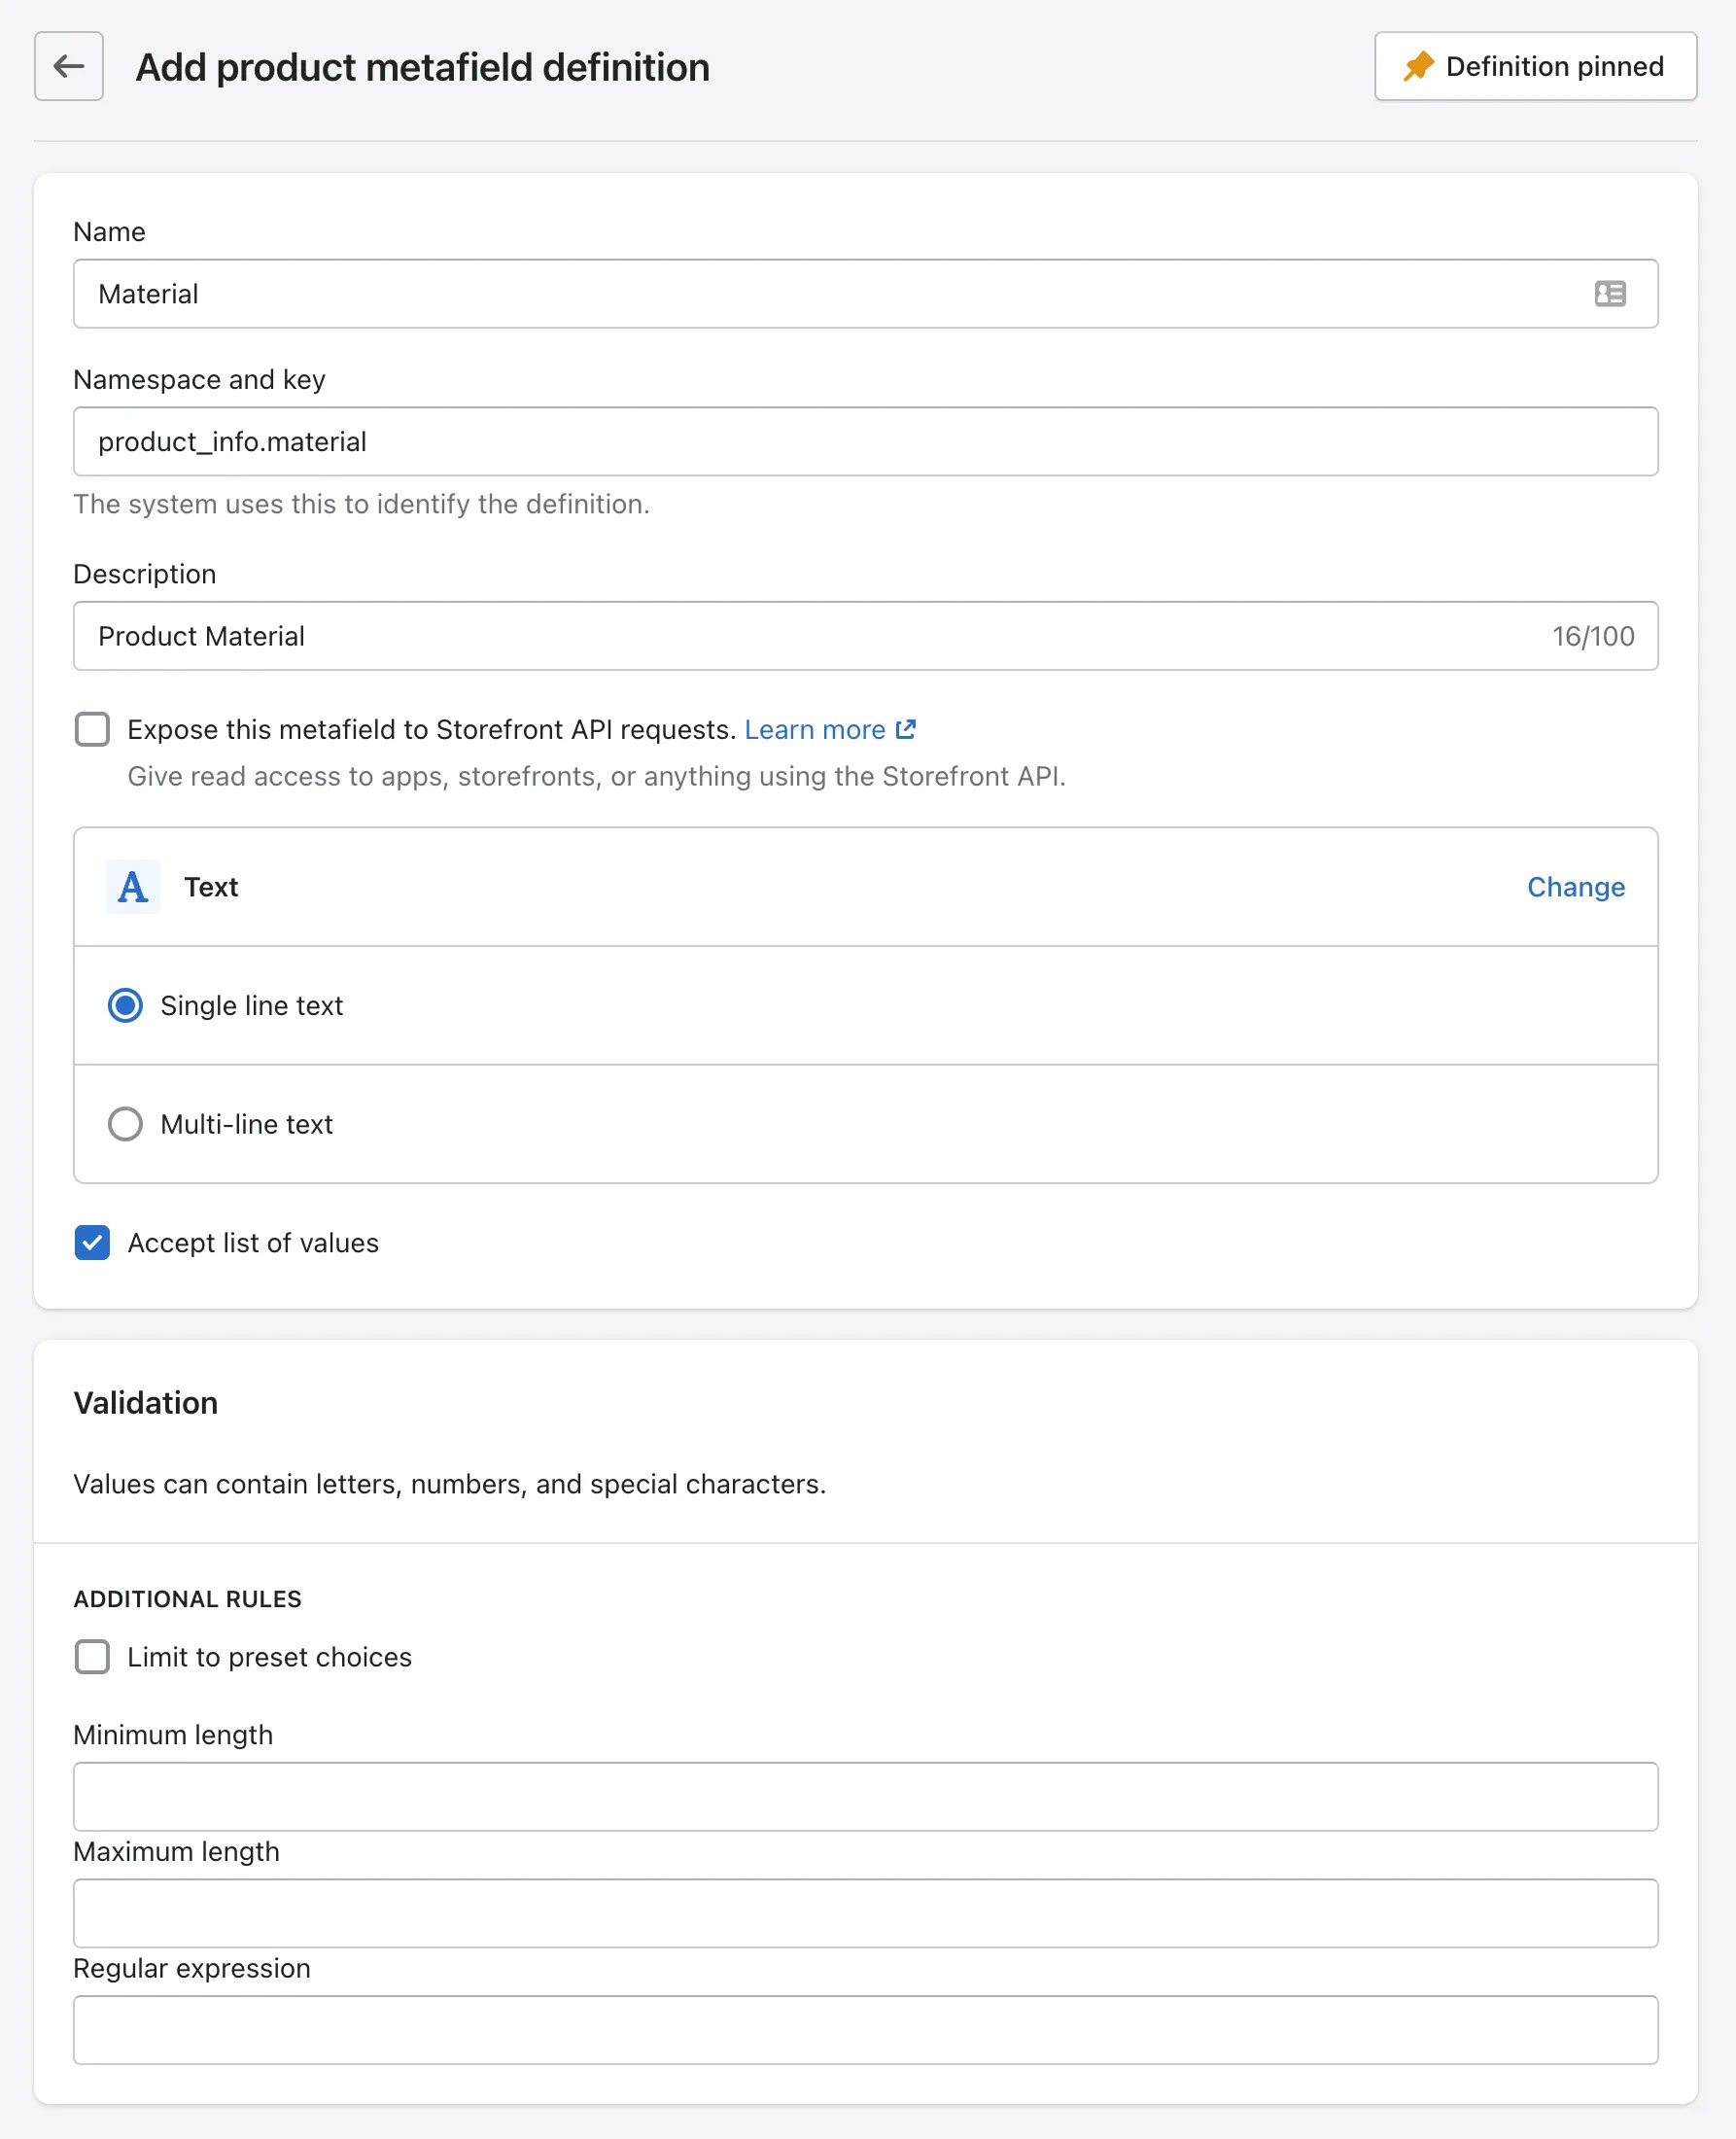 Add product metafield definition
Definition pinned
Name
Material
Namespace and key
product_info.material
The system uses this to identify the definition.
Description
Product Material
16/100
Expose this metafield to Storefront API requests. Learn more
Give read access to apps, storefronts, or anything using the Storefront API.
A Text
Change
Single line text
Multi-line text
Accept list of values
Validation
Values can contain letters, numbers, and special characters.
ADDITIONAL RULES
Limit to preset choices
Minimum length
Maximum length
Regular expression